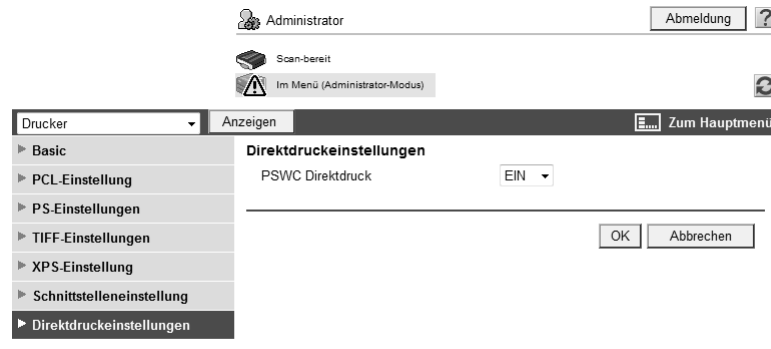 Administrator
Abmeldung
?
Scan-bereit
Im Menü (Administrator-Modus)
Drucker
Anzeigen
Zum Hauptmenü
Basic
PCL-Einstellung
PS-Einstellungen
TIFF-Einstellungen
XPS-Einstellung
Schnittstelleneinstellung
Direktdruckeinstellungen
Direktdruckeinstellungen
PSWC Direktdruck EIN
OK Abbrechen